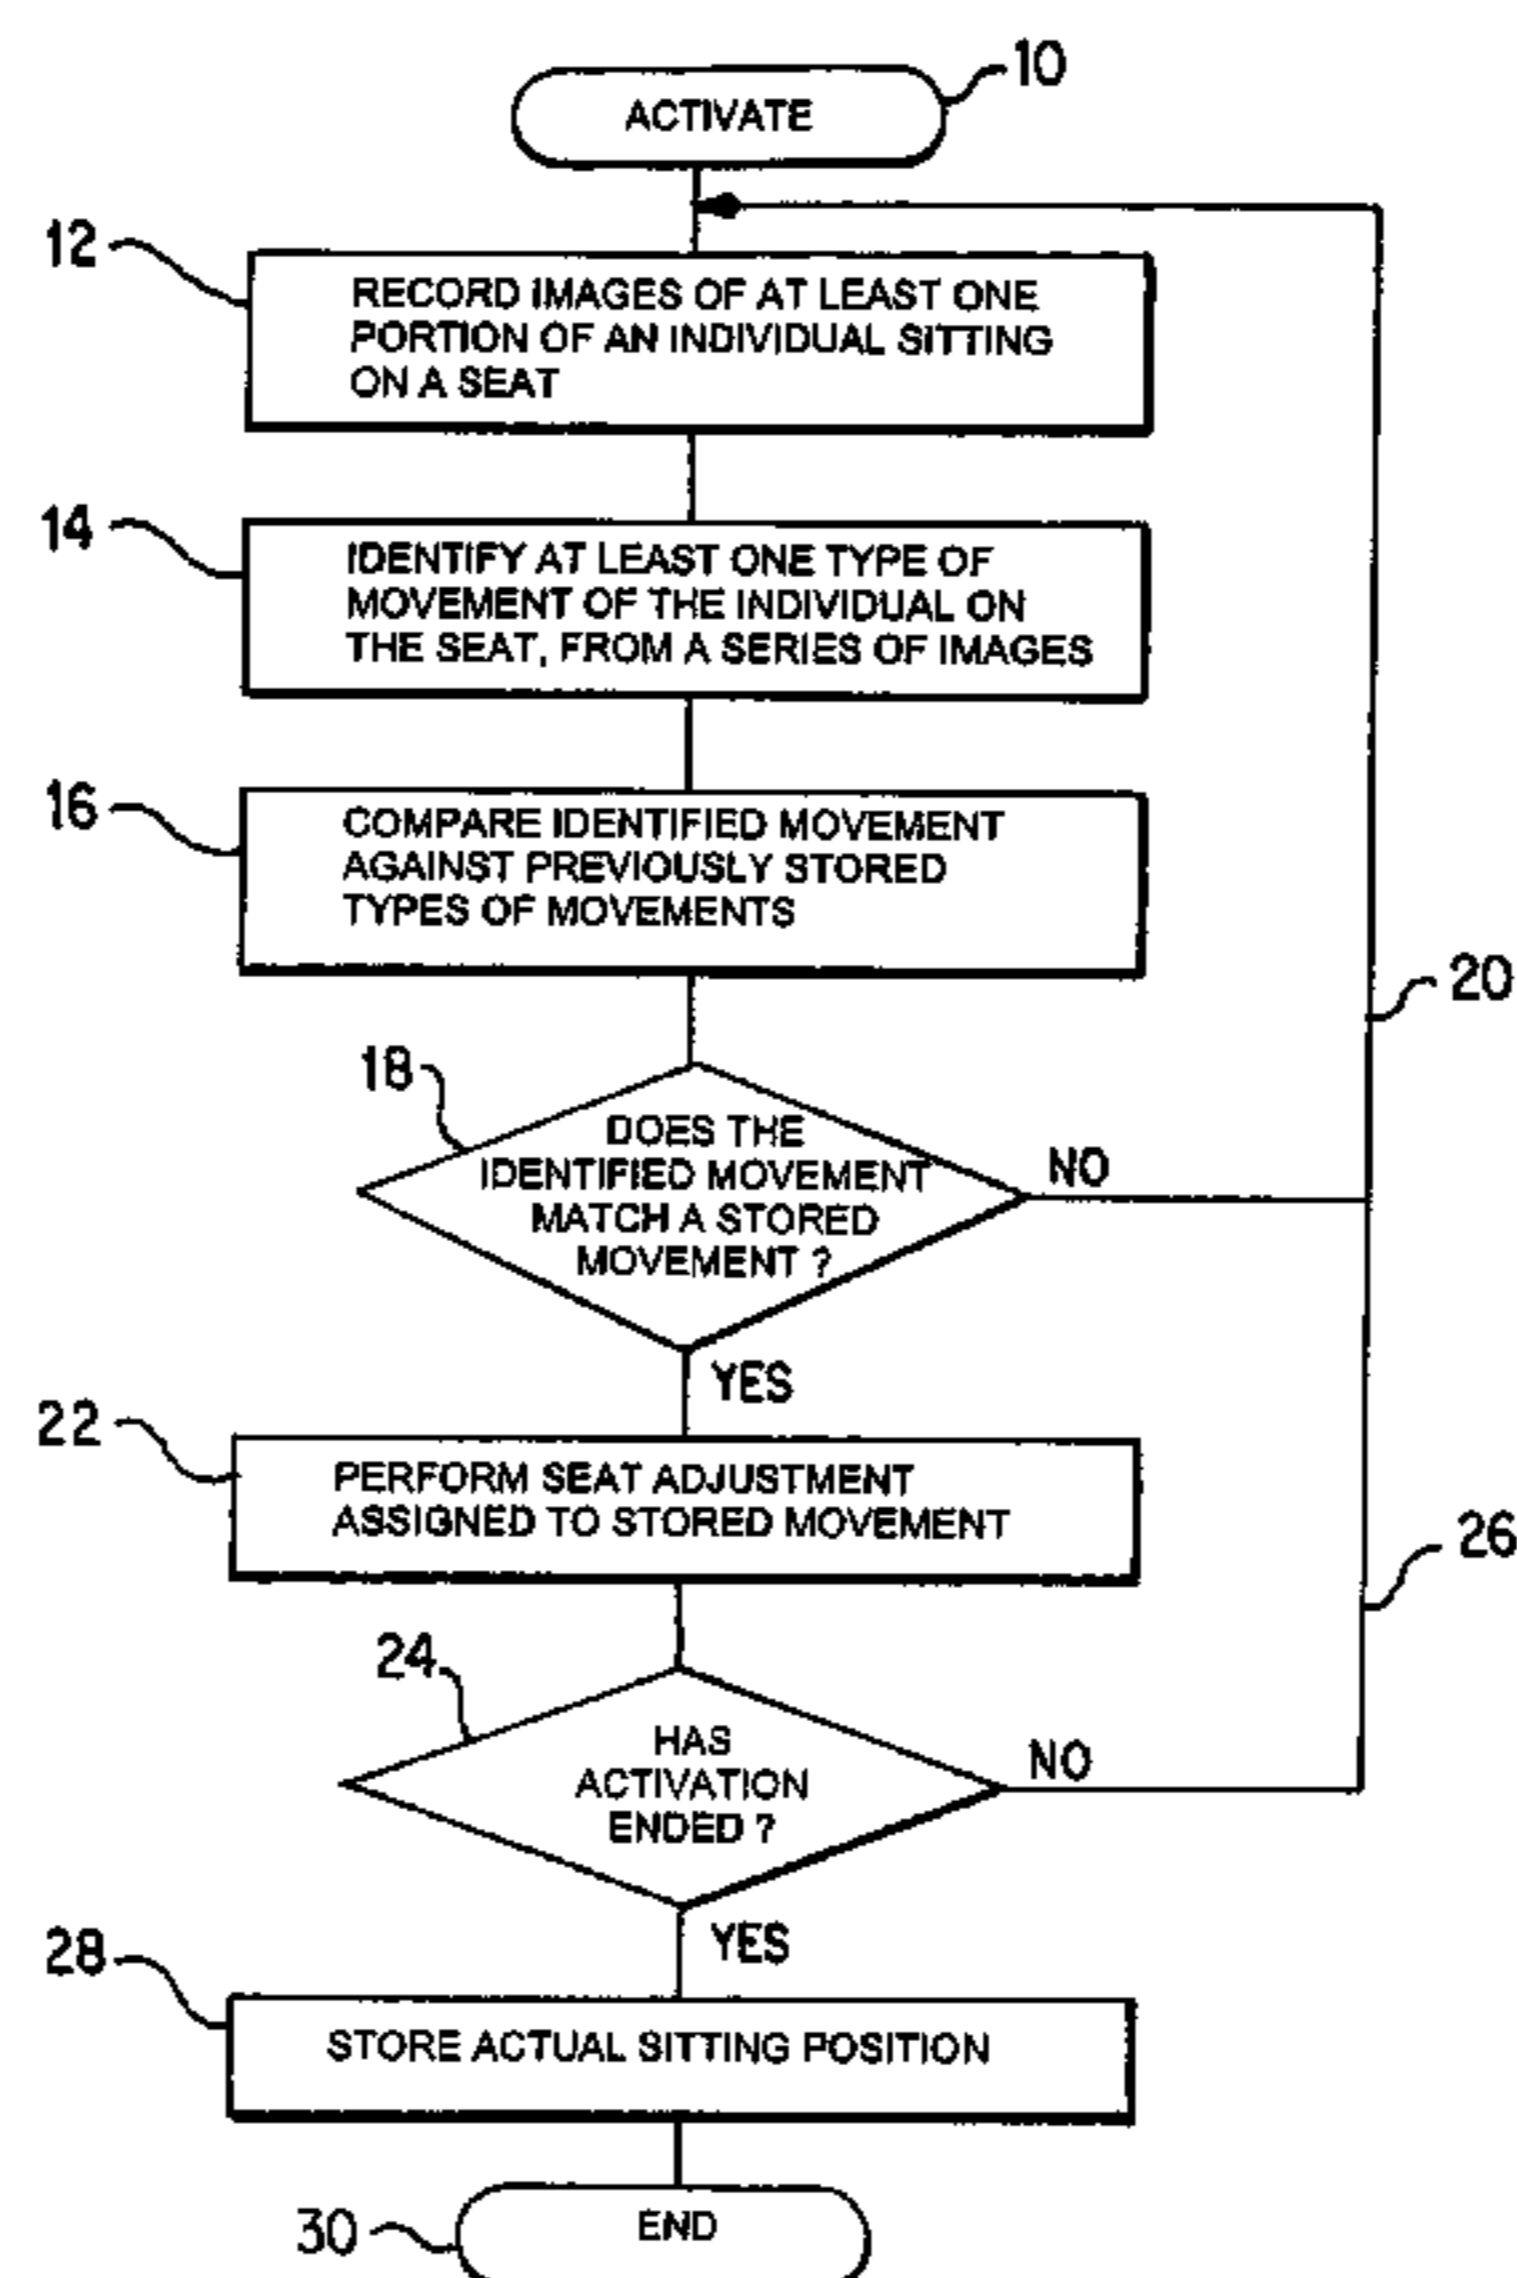 10
ACTIVATE
12
RECORD IMAGES OF AT LEAST ONE
PORTION OF AN INDIVIDUAL SITTING
ON A SEAT
14
IDENTIFY AT LEAST ONE TYPE OF
MOVEMENT OF THE INDIVIDUAL ON
THE SEAT, FROM A SERIES OF IMAGES
16
COMPARE IDENTIFIED MOVEMENT
AGAINST PREVIOUSLY STORED
TYPES OF MOVEMENTS
20
18
DOES THE
IDENTIFIED MOVEMENT
MATCH A STORED
MOVEMENT ?
NO
YES
22
PERFORM SEAT ADJUSTMENT
ASSIGNED TO STORED MOVEMENT
26
24
HAS
ACTIVATION
ENDED ?
NO
YES
28
STORE ACTUAL SITTING POSITION
30
END